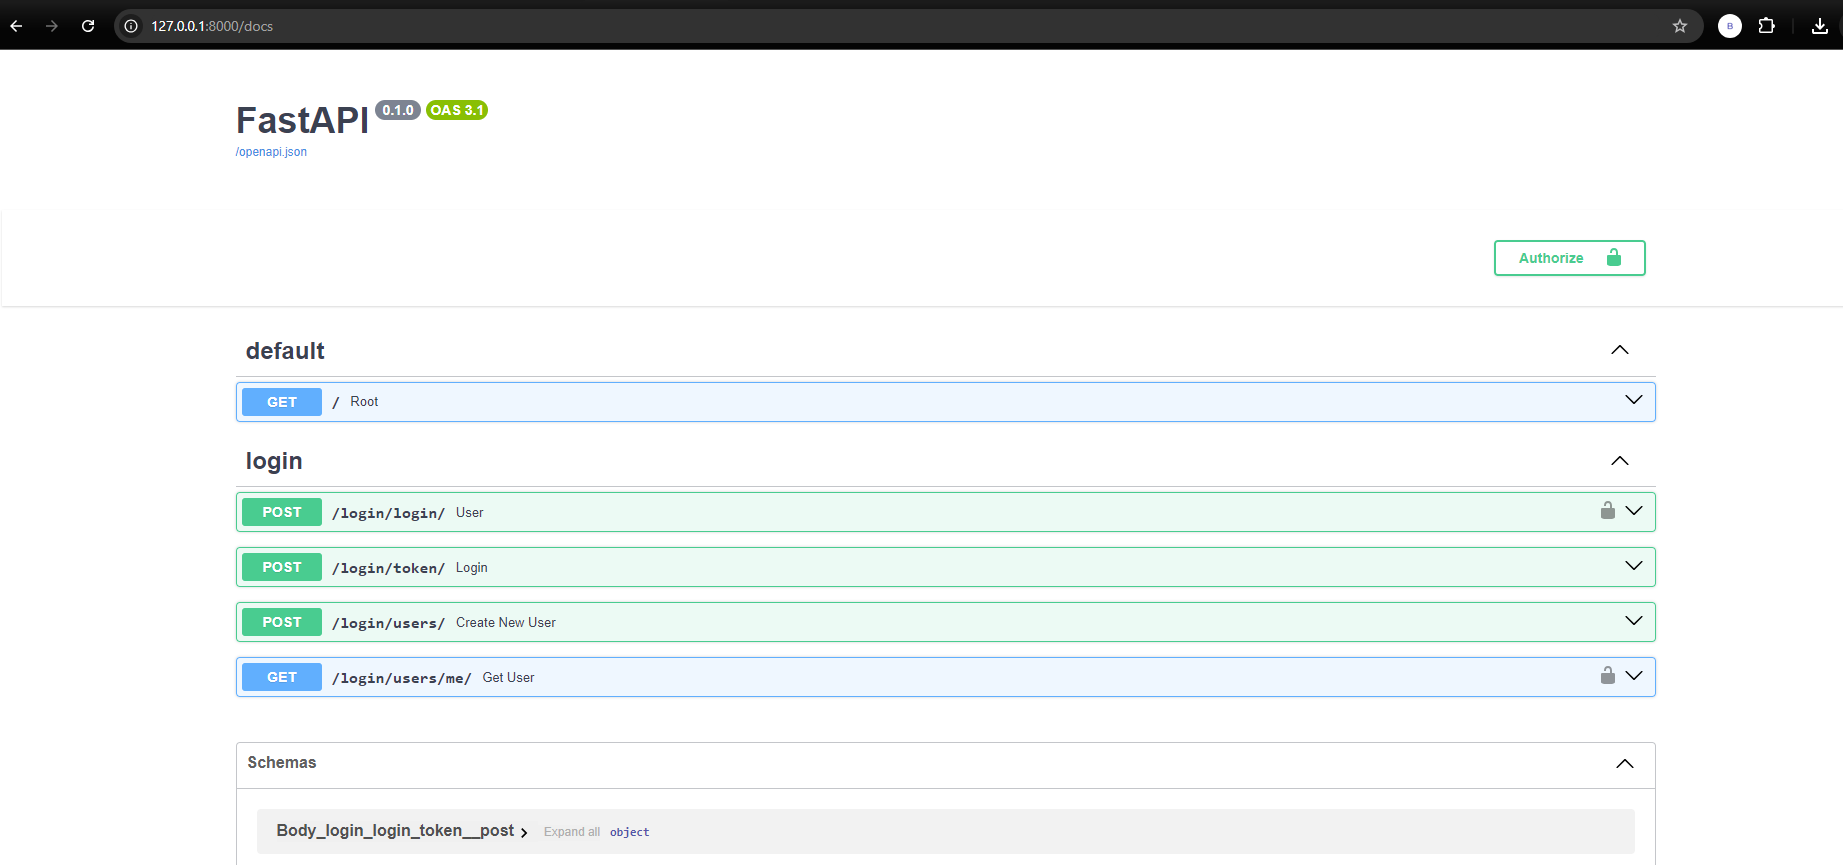 127.0.0.1:8000/docs
B
FastAPI 0.1.0 OAS 3.1
/openapi.json
Authorize
default
GET / Root
login
POST /login/login/ User
POST /login/token/ Login
POST /login/users/ Create New User
GET /login/users/me/ Get User
Schemas
Body_login_login_token__post Expand all object